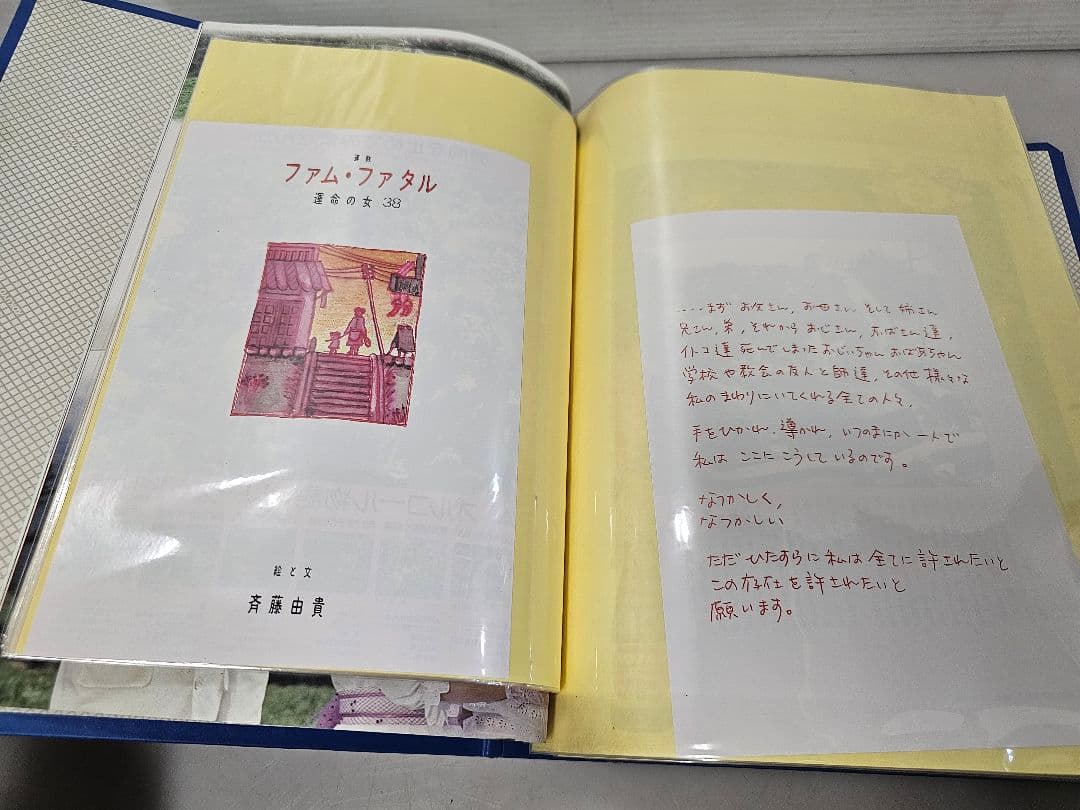 連載
ファム・ファタル
運命の女 38
絵と文
斉藤由貴
....まず お父さん, お母さん, そして 姉さん
兄さん, 弟, それから おじさん, おばさん達,
イトコ達 死んでしまった おじいちゃん おばあちゃん
学校や教会の友人と師達, その他 様々な
私のまわりにいてくれる全ての人々,
手をひかれ, 導かれ, いつのまにか 一人で
私は ここに こうして いるのです。
なつかしく,
なつかしい
ただ ひたすらに 私は 全てに 許されたいと
この存在を許されたいと
願います。